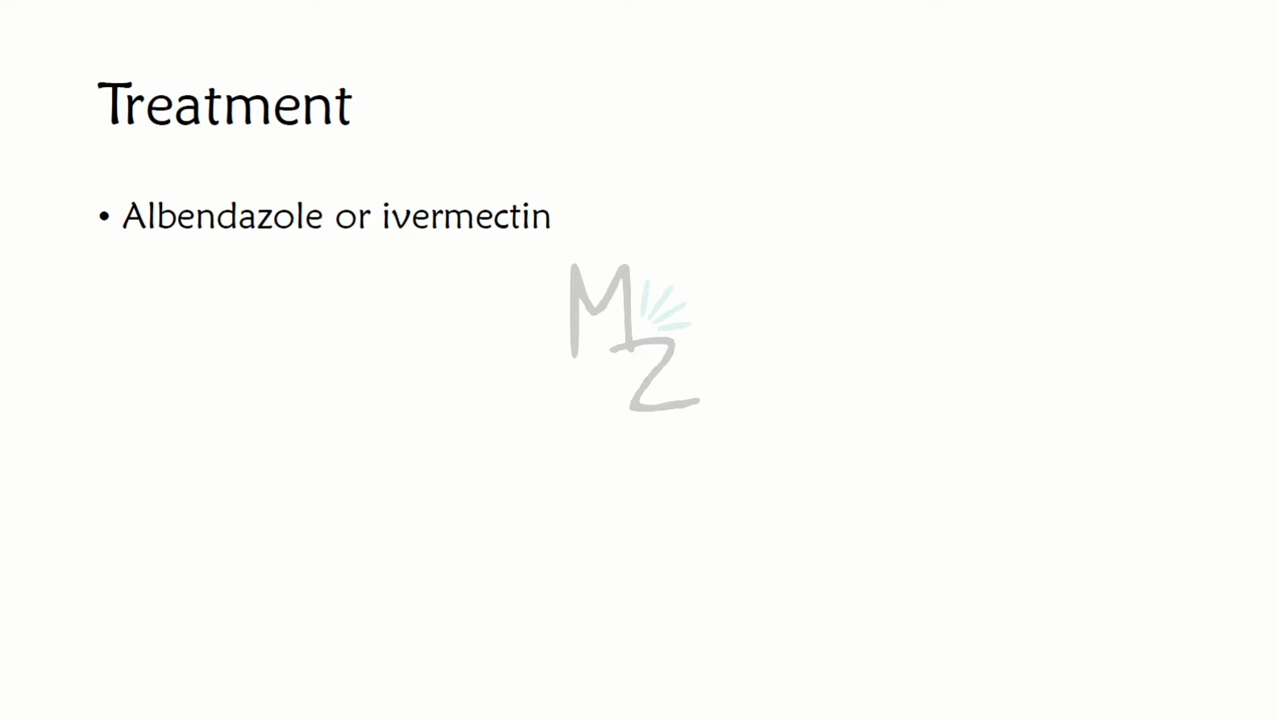 Treatment
• Albendazole or ivermectin
M
Z